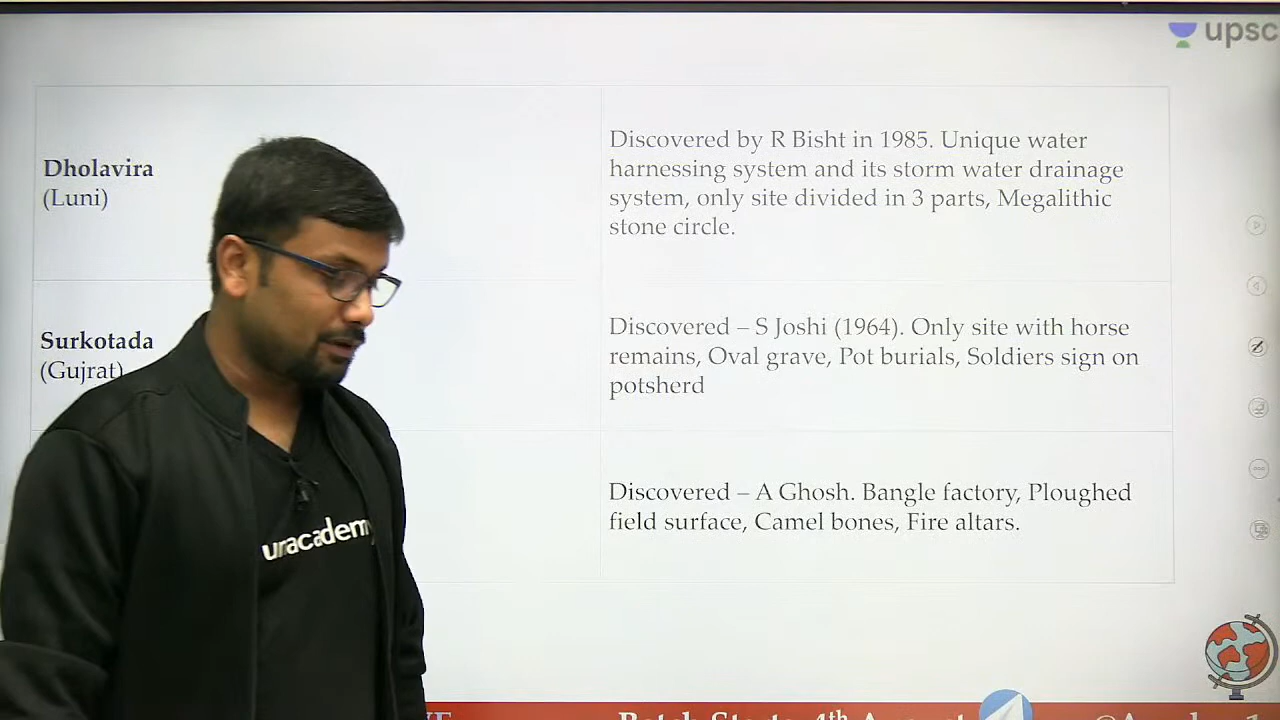 upsc
Dholavira
(Luni)
Discovered by R Bisht in 1985. Unique water
harnessing system and its storm water drainage
system, only site divided in 3 parts, Megalithic
stone circle.
Surkotada
(Gujrat)
Discovered – S Joshi (1964). Only site with horse
remains, Oval grave, Pot burials, Soldiers sign on
potsherd
Discovered – A Ghosh. Bangle factory, Ploughed
field surface, Camel bones, Fire altars.
unacademy